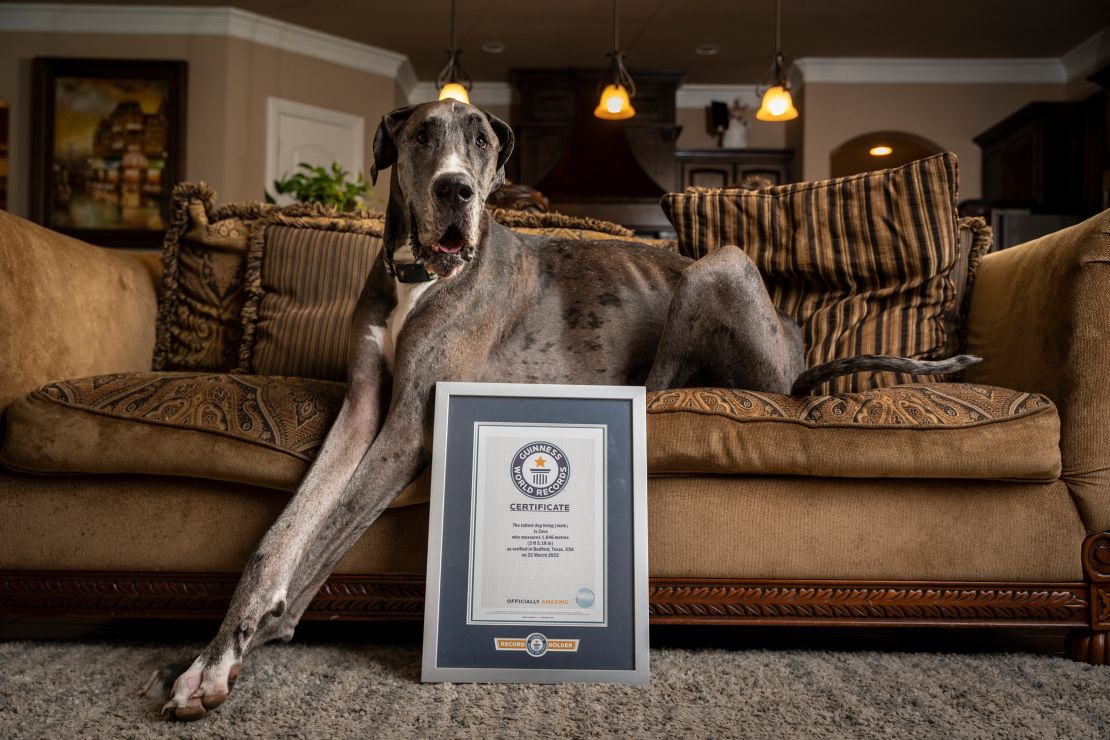 GUINNESS
WORLD RECORDS
CERTIFICATE
The tallest dog living (male)
is Zeus
who measures 1.046 metres
(3 ft 5.18 in)
as verified in Bedford, Texas, USA
on 22 March 2022
OFFICIALLY AMAZING
RECORD HOLDER